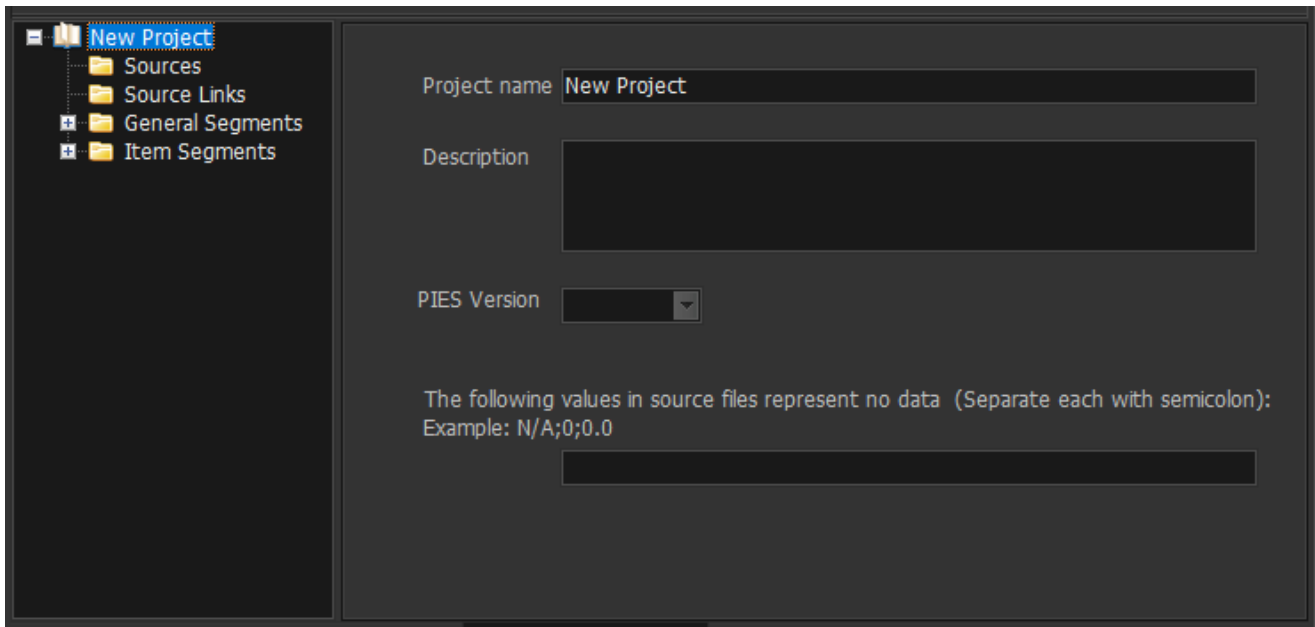 New Project
Sources
Source Links
General Segments
Item Segments
Project name New Project
Description
PIES Version
The following values in source files represent no data  (Separate each with semicolon):
Example: N/A;0;0.0